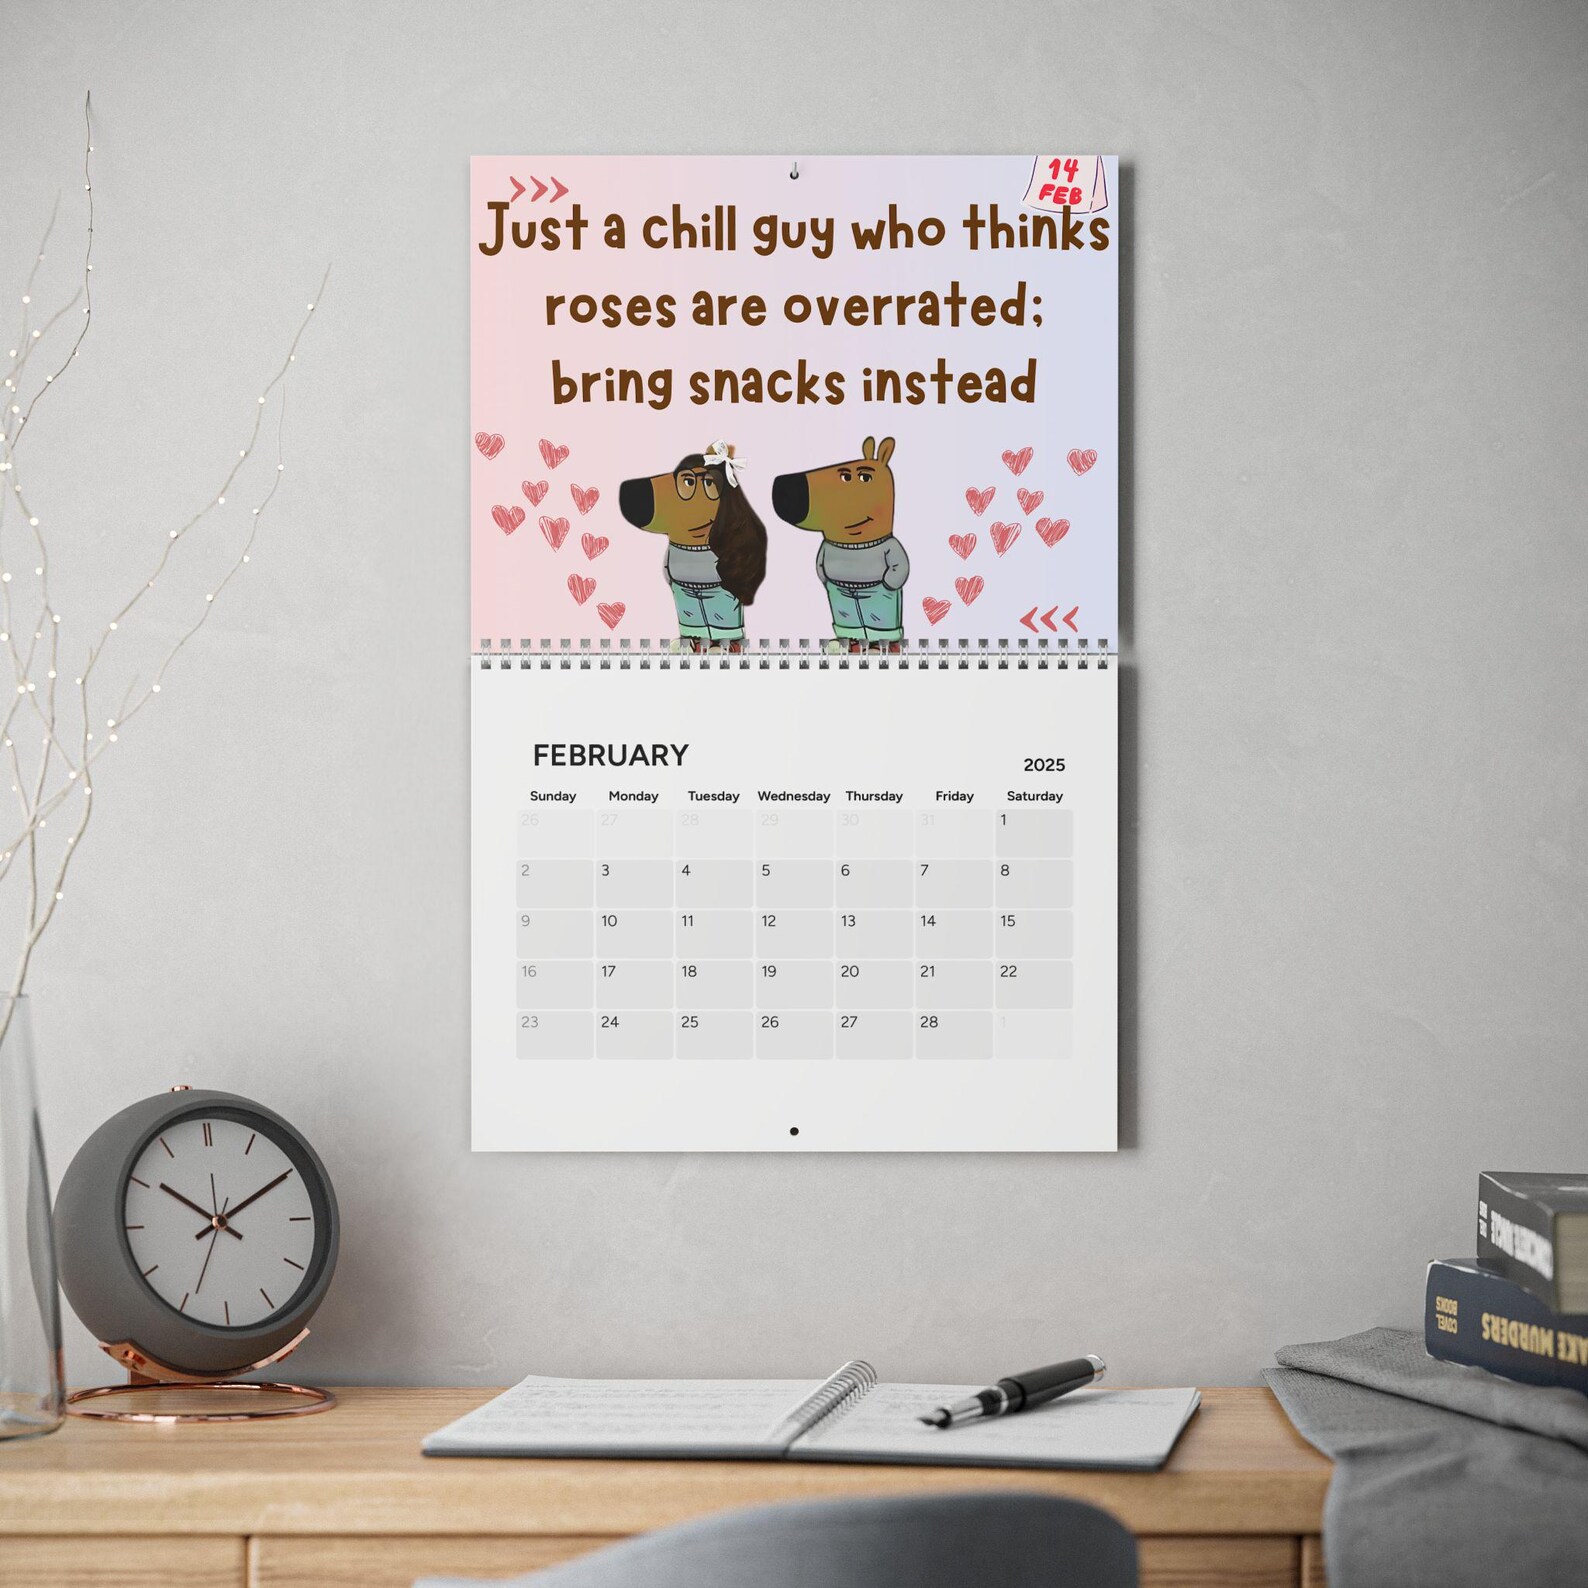 14
FEB
Just a chill guy who thinks
roses are overrated;
bring snacks instead
FEBRUARY
2025
Sunday Monday Tuesday Wednesday Thursday Friday Saturday
26 27 28 29 30 31 1
2 3 4 5 6 7 8
9 10 11 12 13 14 15
16 17 18 19 20 21 22
23 24 25 26 27 28 1
COVEL
BOOKS
MURDERS